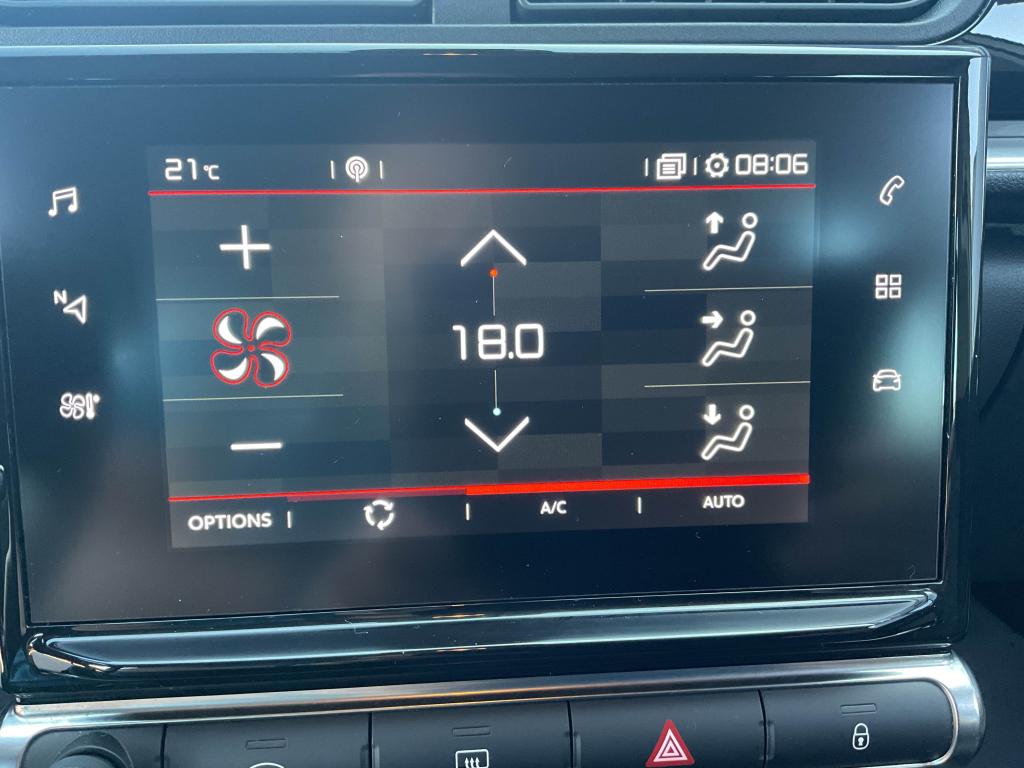 21°C 08:06
N
18.0
OPTIONS A/C AUTO